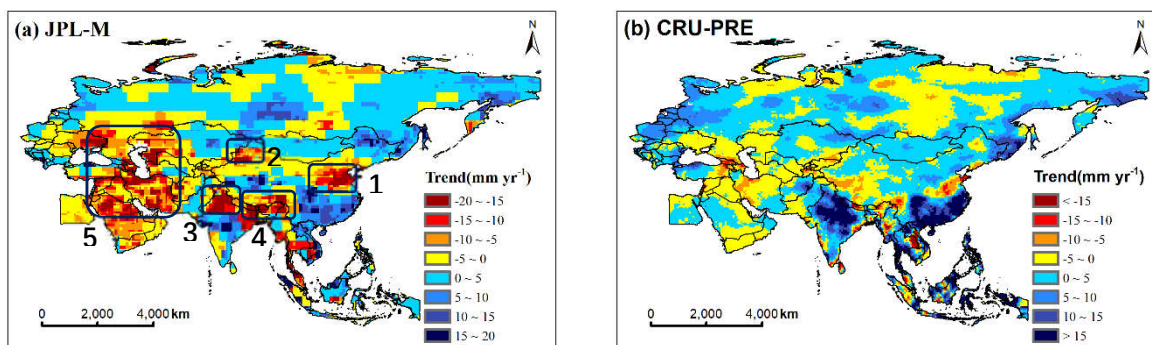 (a) JPL-M
N
1
2
3
4
5
Trend(mm yr⁻¹)
-20 ~ -15
-15 ~ -10
-10 ~ -5
-5 ~ 0
0 ~ 5
5 ~ 10
10 ~ 15
15 ~ 20
0 2,000 4,000 km
(b) CRU-PRE
N
Trend(mm yr⁻¹)
< -15
-15 ~ -10
-10 ~ -5
-5 ~ 0
0 ~ 5
5 ~ 10
10 ~ 15
> 15
0 2,000 4,000 km